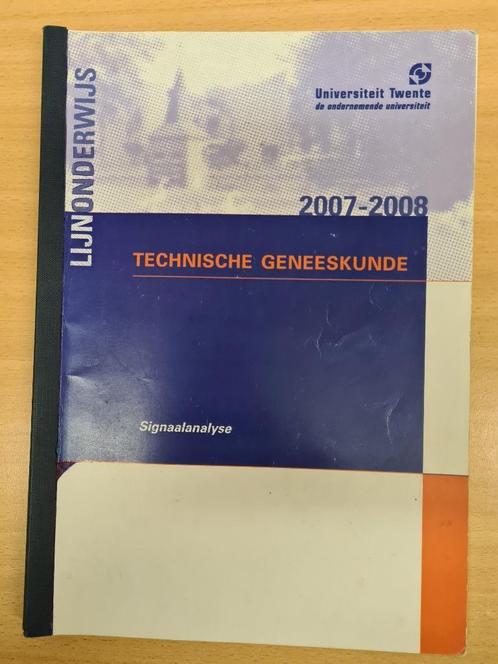 LIJNONDERWIJS
Universiteit Twente
de ondernemende universiteit
2007-2008
TECHNISCHE GENEESKUNDE
Signaalanalyse